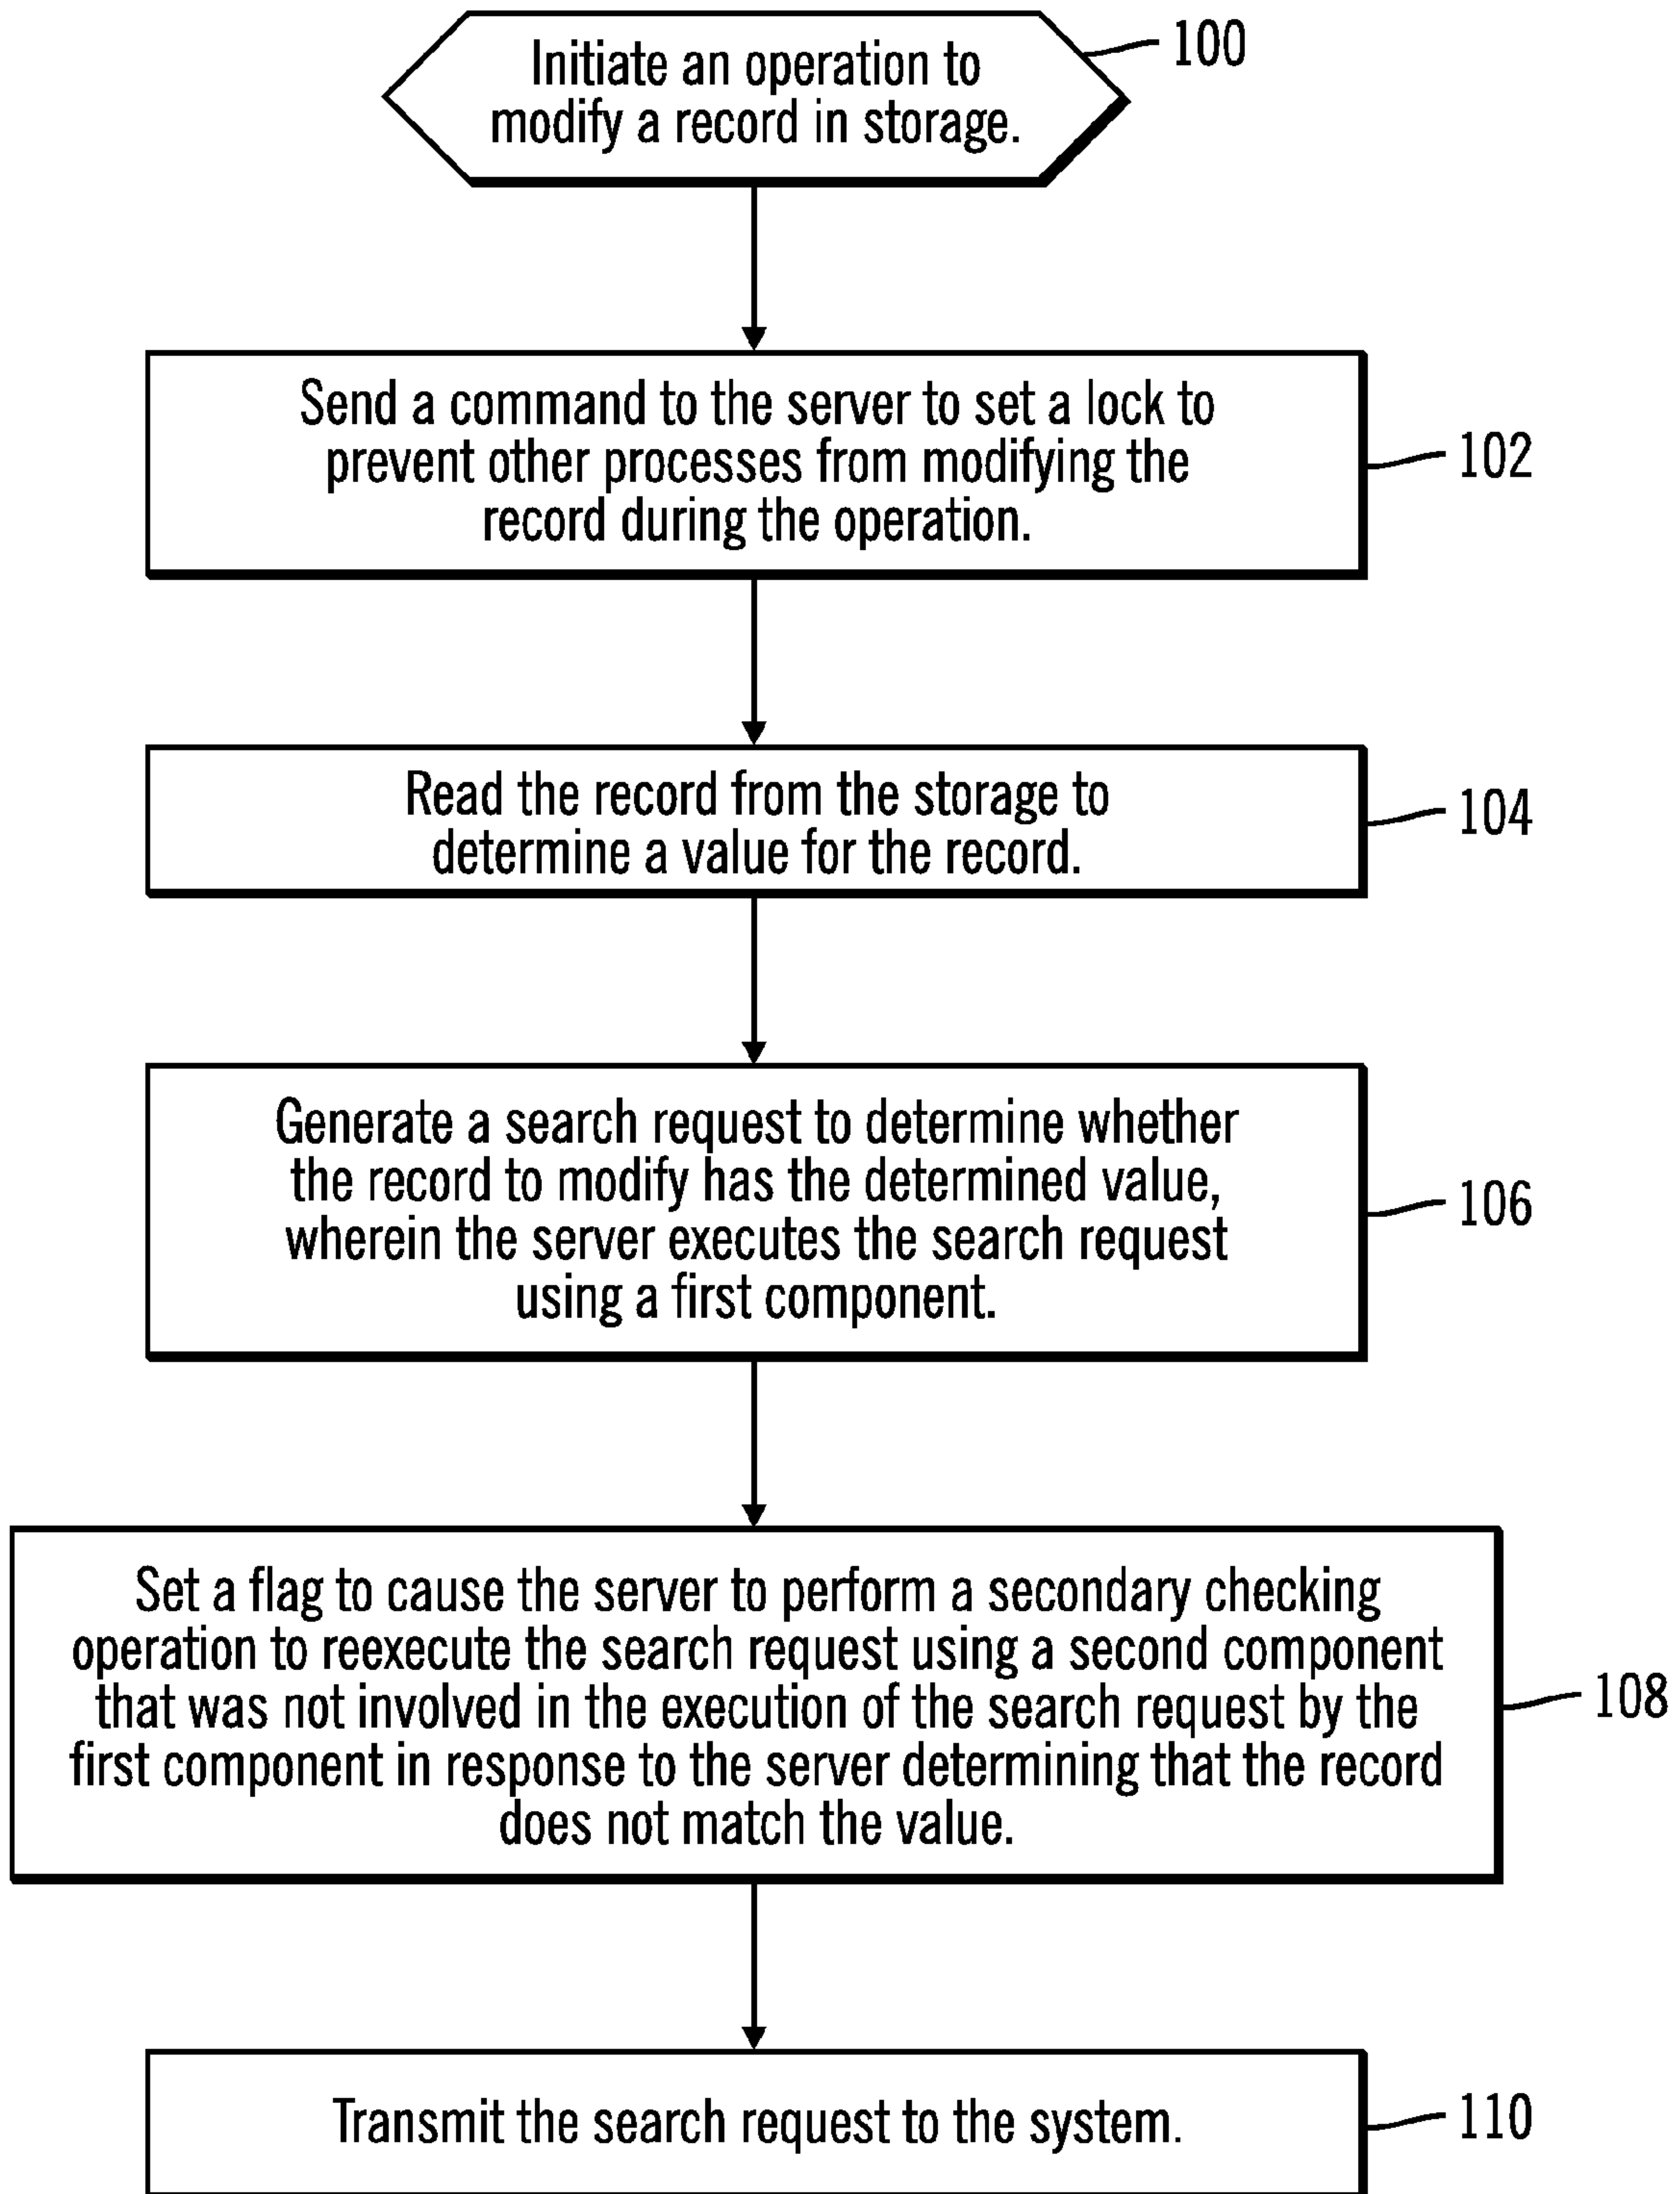 Initiate an operation to
modify a record in storage.
100
Send a command to the server to set a lock to
prevent other processes from modifying the
record during the operation.
102
Read the record from the storage to
determine a value for the record.
104
Generate a search request to determine whether
the record to modify has the determined value,
wherein the server executes the search request
using a first component.
106
Set a flag to cause the server to perform a secondary checking
operation to reexecute the search request using a second component
that was not involved in the execution of the search request by the
first component in response to the server determining that the record
does not match the value.
108
Transmit the search request to the system.
110